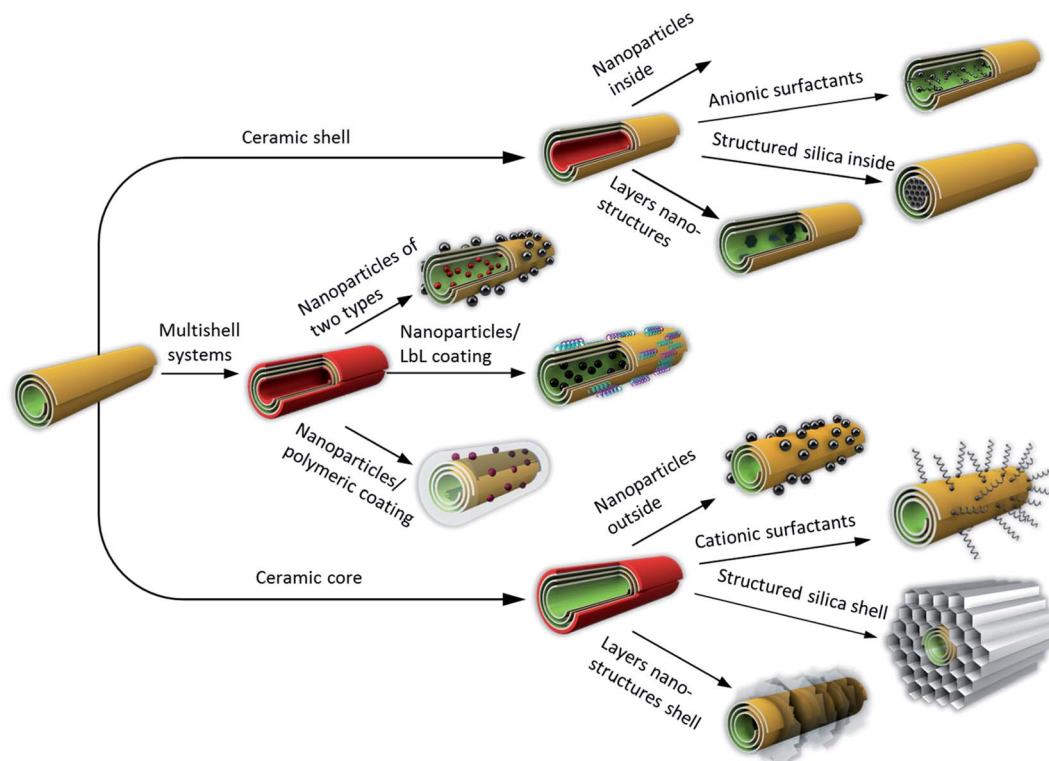 Nanoparticles
inside
Anionic surfactants
Ceramic shell
Structured silica inside
Layers nano-
structures
Nanoparticles of
two types
Multishell
systems
Nanoparticles/
LbL coating
Nanoparticles/
polymeric coating
Nanoparticles
outside
Cationic surfactants
Ceramic core
Structured silica shell
Layers nano-
structures shell